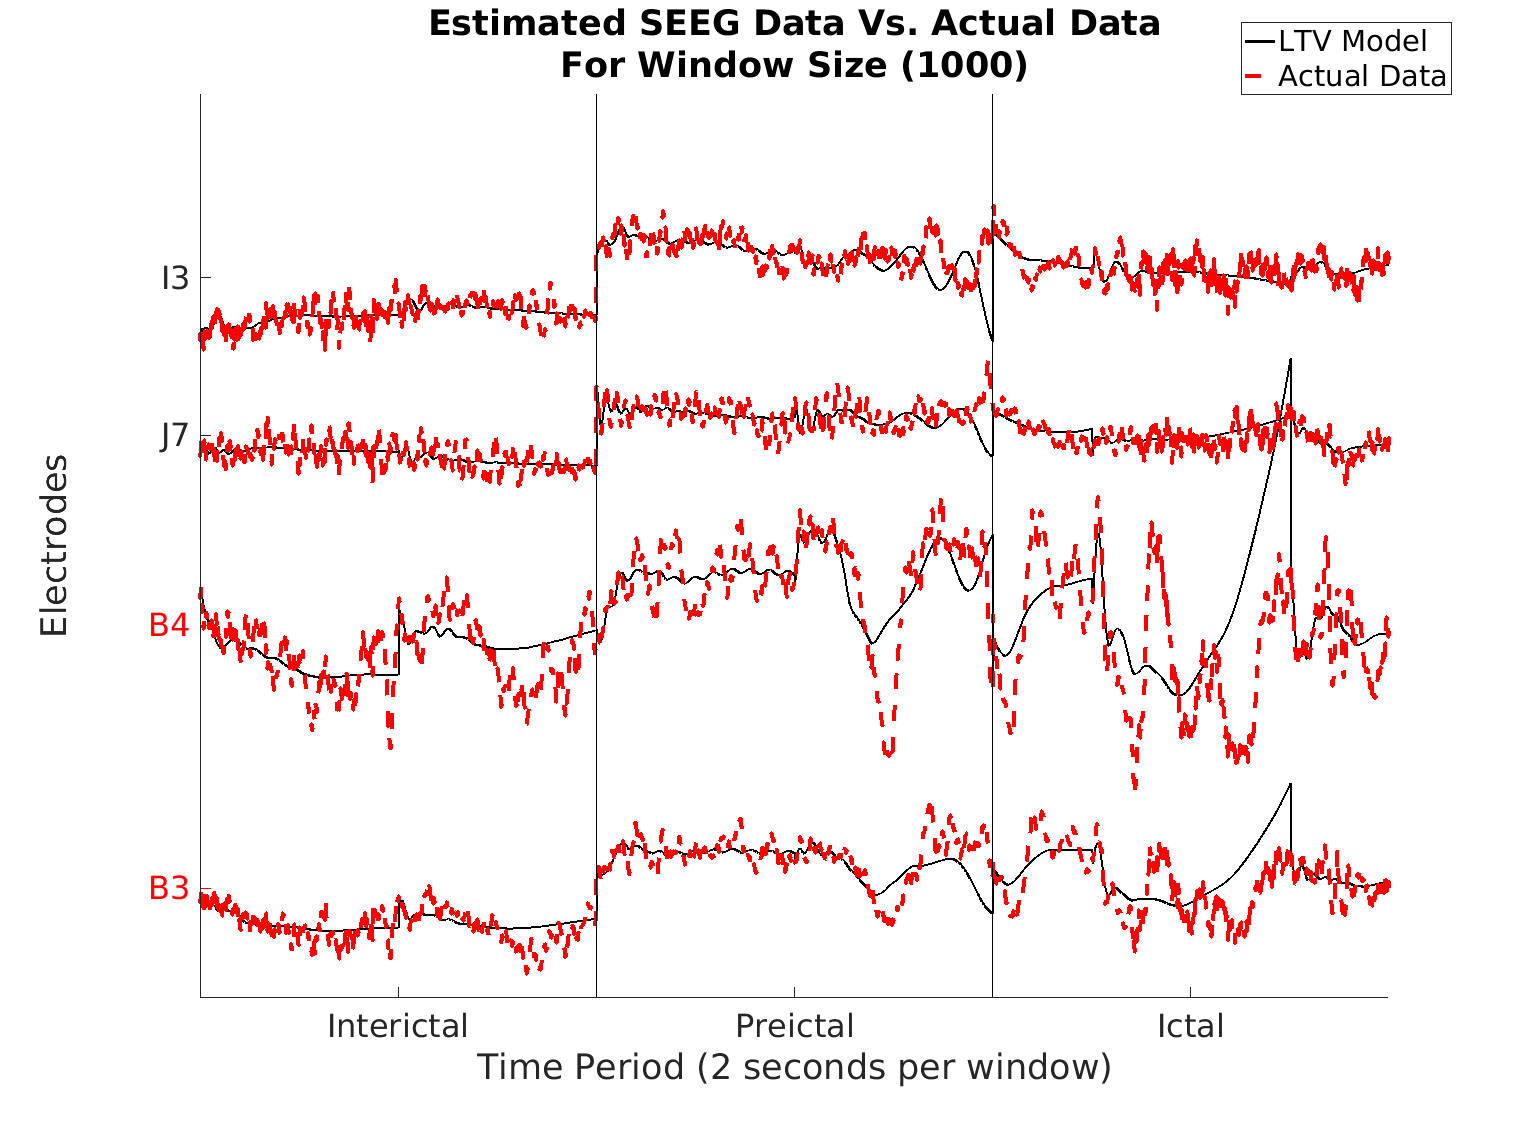 Estimated SEEG Data Vs. Actual Data
For Window Size (1000)
LTV Model
Actual Data
I3
J7
B4
B3
Electrodes
Interictal
Preictal
Ictal
Time Period (2 seconds per window)